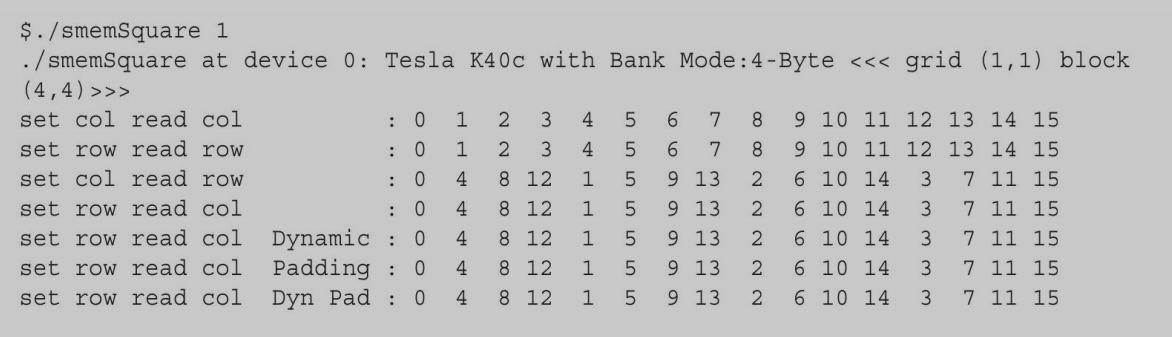 $./smemSquare 1
./smemSquare at device 0: Tesla K40c with Bank Mode:4-Byte <<< grid (1,1) block
(4,4)>>>
set col read col           : 0  1  2  3  4  5  6  7  8  9 10 11 12 13 14 15
set row read row           : 0  1  2  3  4  5  6  7  8  9 10 11 12 13 14 15
set col read row           : 0  4  8 12  1  5  9 13  2  6 10 14  3  7 11 15
set row read col           : 0  4  8 12  1  5  9 13  2  6 10 14  3  7 11 15
set row read col  Dynamic : 0  4  8 12  1  5  9 13  2  6 10 14  3  7 11 15
set row read col  Padding : 0  4  8 12  1  5  9 13  2  6 10 14  3  7 11 15
set row read col  Dyn Pad : 0  4  8 12  1  5  9 13  2  6 10 14  3  7 11 15